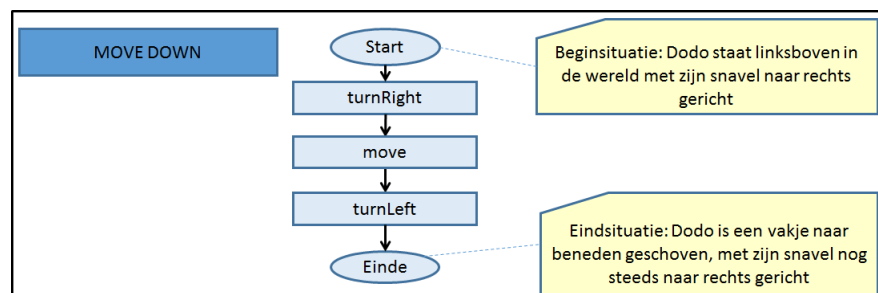 MOVE DOWN
Start
turnRight
move
turnLeft
Einde
Beginsituatie: Dodo staat linksboven in
de wereld met zijn snavel naar rechts
gericht
Eindsituatie: Dodo is een vakje naar
beneden geschoven, met zijn snavel nog
steeds naar rechts gericht